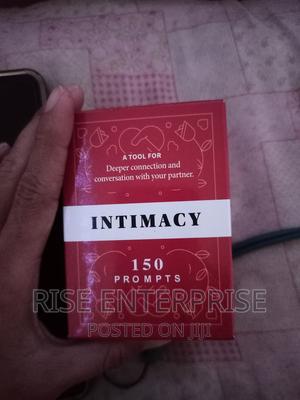 A TOOL FOR
Deeper connection and
conversation with your partner.
INTIMACY
150
PROMPTS
RISE ENTERPRISE
POSTED ON JIJI